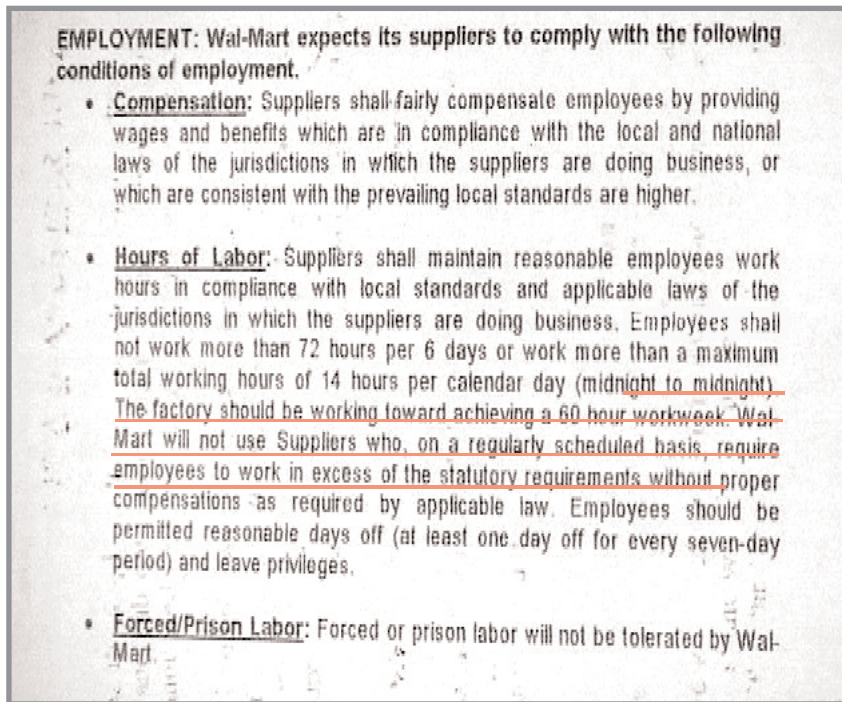 EMPLOYMENT: Wal-Mart expects its suppliers to comply with the following
conditions of employment.
• Compensation: Suppliers shall fairly compensate employees by providing
wages and benefits which are in compliance with the local and national
laws of the jurisdictions in which the suppliers are doing business, or
which are consistent with the prevailing local standards are higher.
• Hours of Labor: Suppliers shall maintain reasonable employees work
hours in compliance with local standards and applicable laws of the
jurisdictions in which the suppliers are doing business. Employees shall
not work more than 72 hours per 6 days or work more than a maximum
total working hours of 14 hours per calendar day (midnight to midnight).
The factory should be working toward achieving a 60 hour workweek. Wal-
Mart will not use Suppliers who, on a regularly scheduled basis, require
employees to work in excess of the statutory requirements without proper
compensations as required by applicable law. Employees should be
permitted reasonable days off (at least one day off for every seven-day
period) and leave privileges.
• Forced/Prison Labor: Forced or prison labor will not be tolerated by Wal-
Mart.